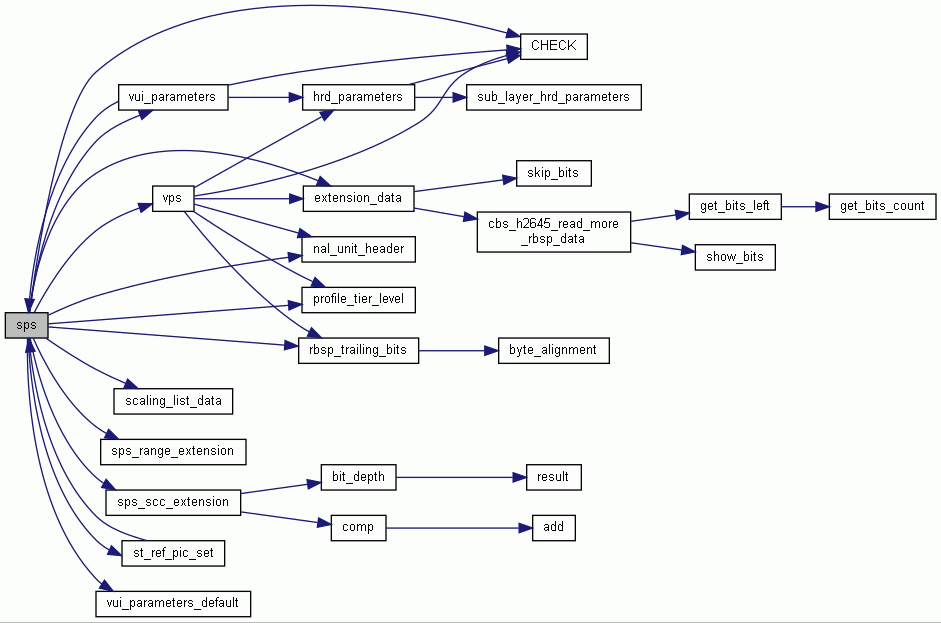 CHECK
vui_parameters
hrd_parameters
sub_layer_hrd_parameters
skip_bits
vps
extension_data
get_bits_left
get_bits_count
cbs_h2645_read_more
_rbsp_data
nal_unit_header
show_bits
profile_tier_level
sps
rbsp_trailing_bits
byte_alignment
scaling_list_data
sps_range_extension
bit_depth
result
sps_scc_extension
comp
add
st_ref_pic_set
vui_parameters_default